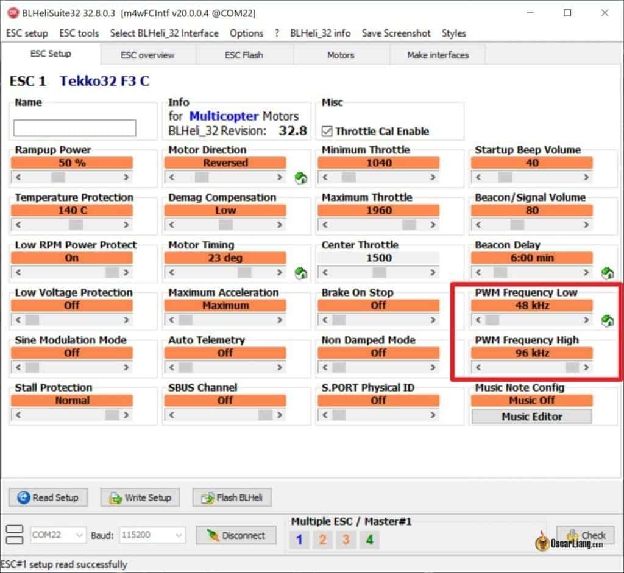 BLHeliSuite32 32.8.0.3 [m4wFCIntf v20.0.0.4 @COM22]
ESC setup ESC tools Select BLHeli_32 Interface Options ? BLHeli_32 info Save Screenshot Styles
ESC Setup ESC overview ESC Flash Motors Make interfaces
ESC 1 Tekko32 F3 C
Name Info Misc
for Multicopter Motors
BLHeli_32 Revision: 32.8 Throttle Cal Enable
Rampup Power Motor Direction Minimum Throttle Startup Beep Volume
50 % Reversed 1040 40
Temperature Protection Demag Compensation Maximum Throttle Beacon/Signal Volume
140 C Low 1960 80
Low RPM Power Protect Motor Timing Center Throttle Beacon Delay
On 23 deg 1500 6:00 min
Low Voltage Protection Maximum Acceleration Brake On Stop PWM Frequency Low
Off Maximum Off 48 kHz
Sine Modulation Mode Auto Telemetry Non Damped Mode PWM Frequency High
Off Off Off 96 kHz
Stall Protection SBUS Channel S.PORT Physical ID Music Note Config
Normal Off Off Music Off
Music Editor
Read Setup Write Setup Flash BLHeli
Multiple ESC / Master#1
COM22 Baud: 115200 Disconnect 1 2 3 4 Check
OscarLiang.com
ESC#1 setup read successfully